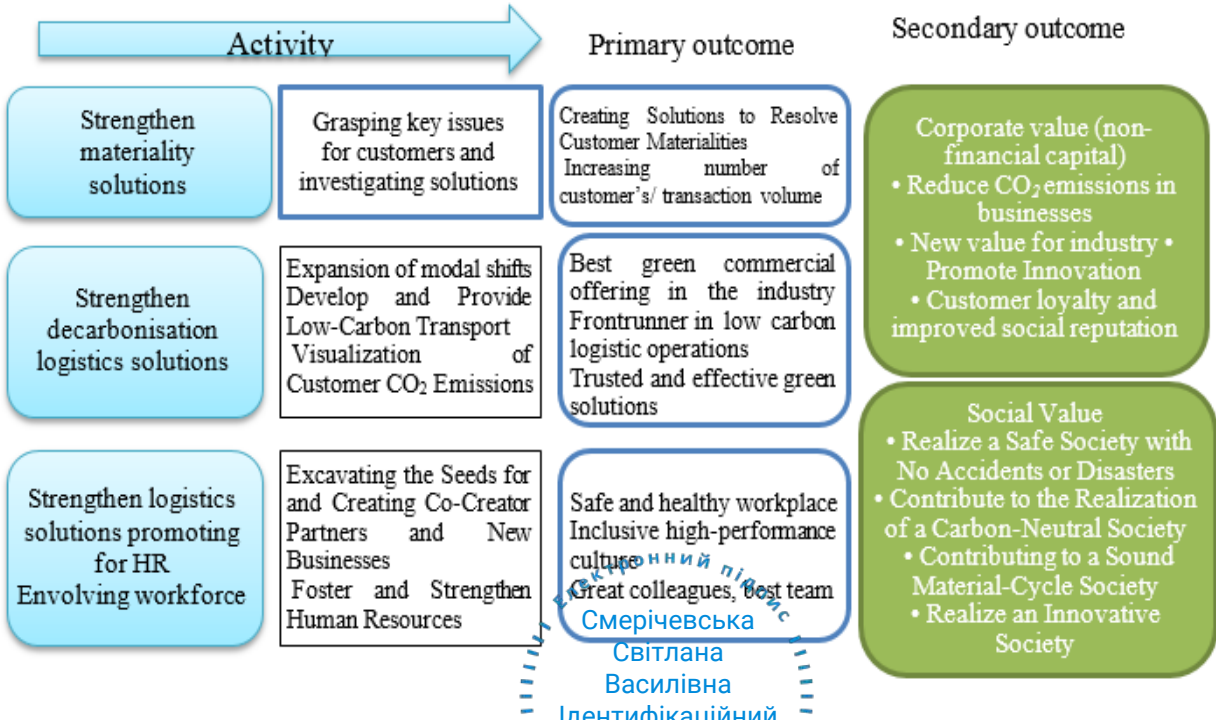 Activity
Primary outcome
Secondary outcome
Strengthen
materiality
solutions
Grasping key issues
for customers and
investigating solutions
Creating Solutions to Resolve
Customer Materialities
Increasing number of
customer's/ transaction volume
Strengthen
decarbonisation
logistics solutions
Expansion of modal shifts
Develop and Provide
Low-Carbon Transport
Visualization of
Customer CO₂ Emissions
Best green commercial
offering in the industry
Frontrunner in low carbon
logistic operations
Trusted and effective green
solutions
Strengthen logistics
solutions promoting
for HR
Envolving workforce
Excavating the Seeds for
and Creating Co-Creator
Partners and New
Businesses
Foster and Strengthen
Human Resources
Safe and healthy workplace
Inclusive high-performance
culture
Great colleagues, best team
Corporate value (non-
financial capital)
• Reduce CO₂ emissions in
businesses
• New value for industry •
Promote Innovation
• Customer loyalty and
improved social reputation
Social Value
• Realize a Safe Society with
No Accidents or Disasters
• Contribute to the Realization
of a Carbon-Neutral Society
• Contributing to a Sound
Material-Cycle Society
• Realize an Innovative
Society
Електронний підпис
Смерічевська
Світлана
Василівна
Ідентифікаційний